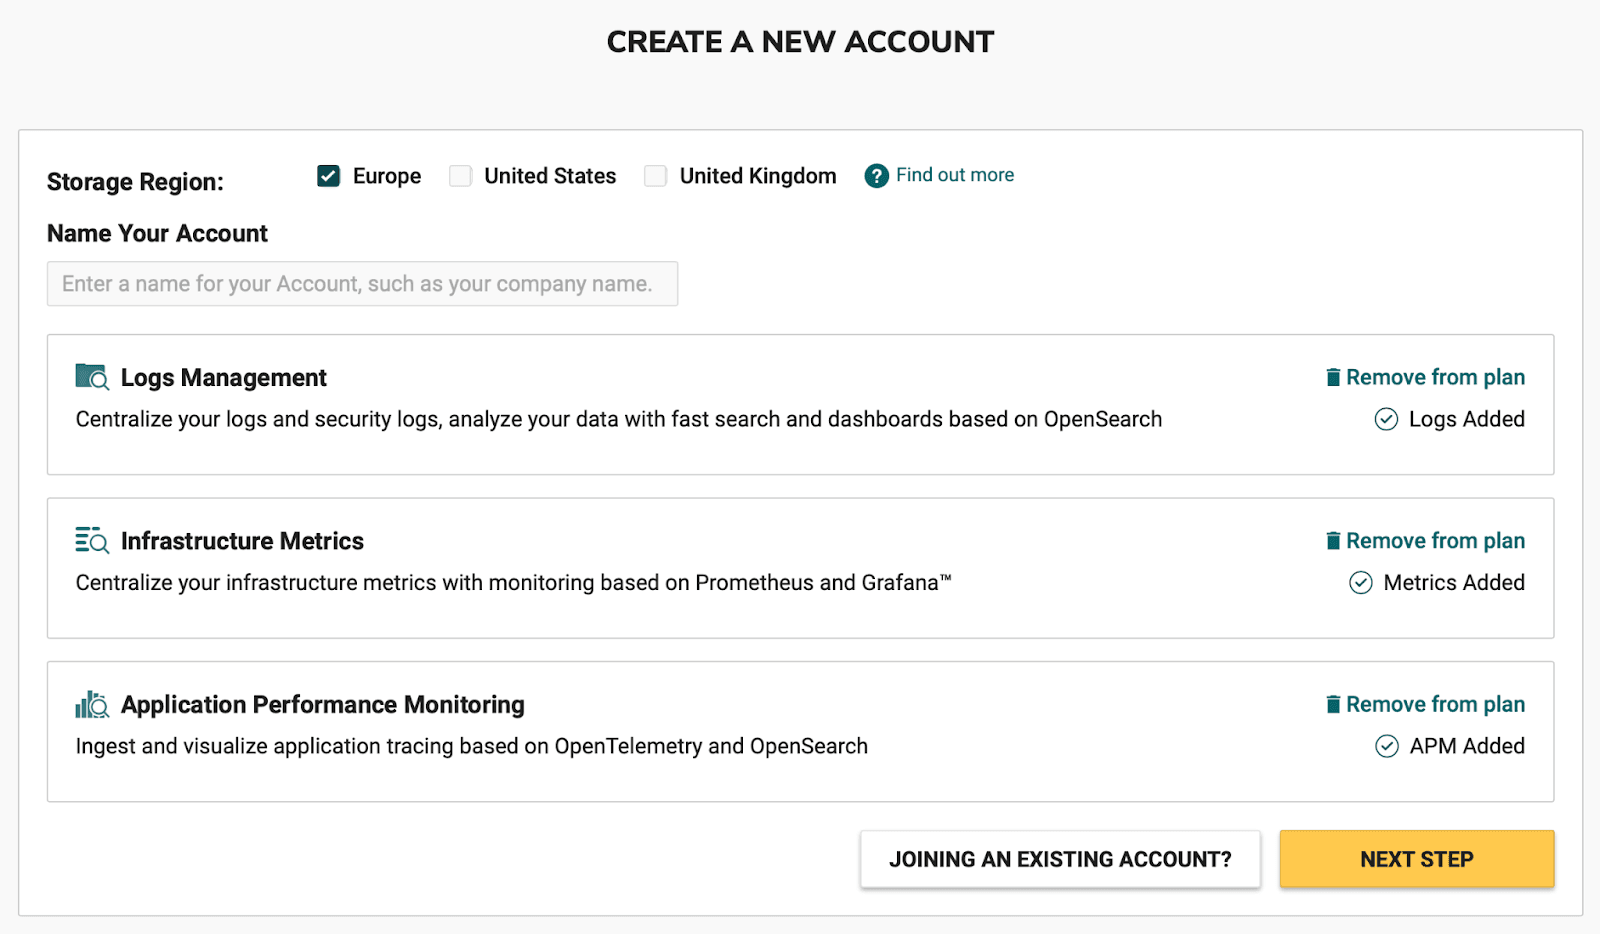 CREATE A NEW ACCOUNT
Storage Region:
Europe
United States
United Kingdom
? Find out more
Name Your Account
Enter a name for your Account, such as your company name.
Logs Management
Remove from plan
Centralize your logs and security logs, analyze your data with fast search and dashboards based on OpenSearch
Logs Added
Infrastructure Metrics
Remove from plan
Centralize your infrastructure metrics with monitoring based on Prometheus and Grafana™
Metrics Added
Application Performance Monitoring
Remove from plan
Ingest and visualize application tracing based on OpenTelemetry and OpenSearch
APM Added
JOINING AN EXISTING ACCOUNT?
NEXT STEP